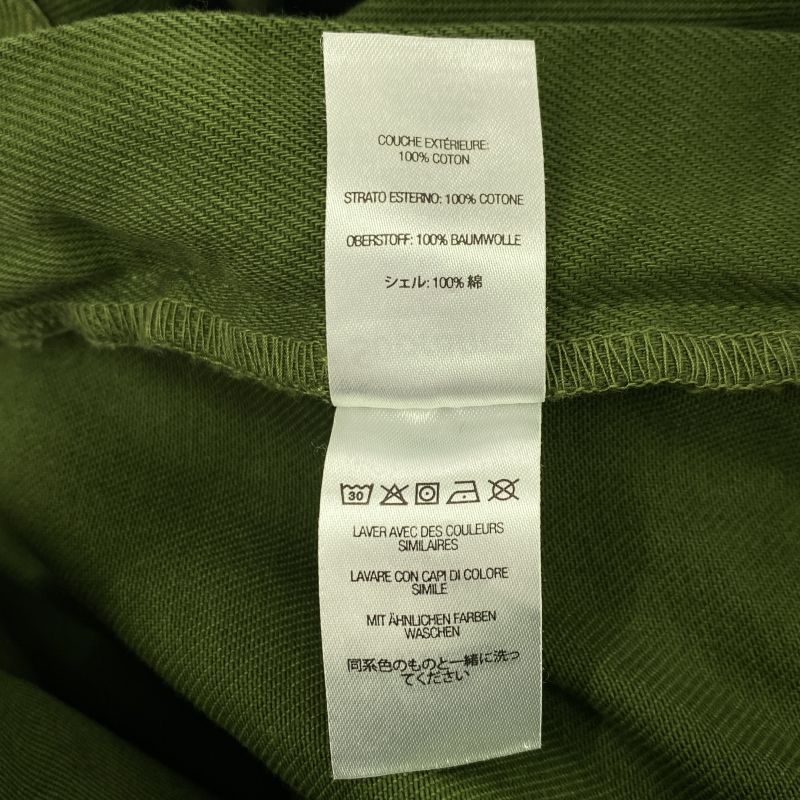 COUCHE EXTÉRIEURE:
100% COTON
STRATO ESTERNO: 100% COTONE
OBERSTOFF: 100% BAUMWOLLE
シェル: 100% 綿
30
LAVER AVEC DES COULEURS
SIMILAIRES
LAVARE CON CAPI DI COLORE
SIMILE
MIT ÄHNLICHEN FARBEN
WASCHEN
同系色のものと一緒に洗っ
てください